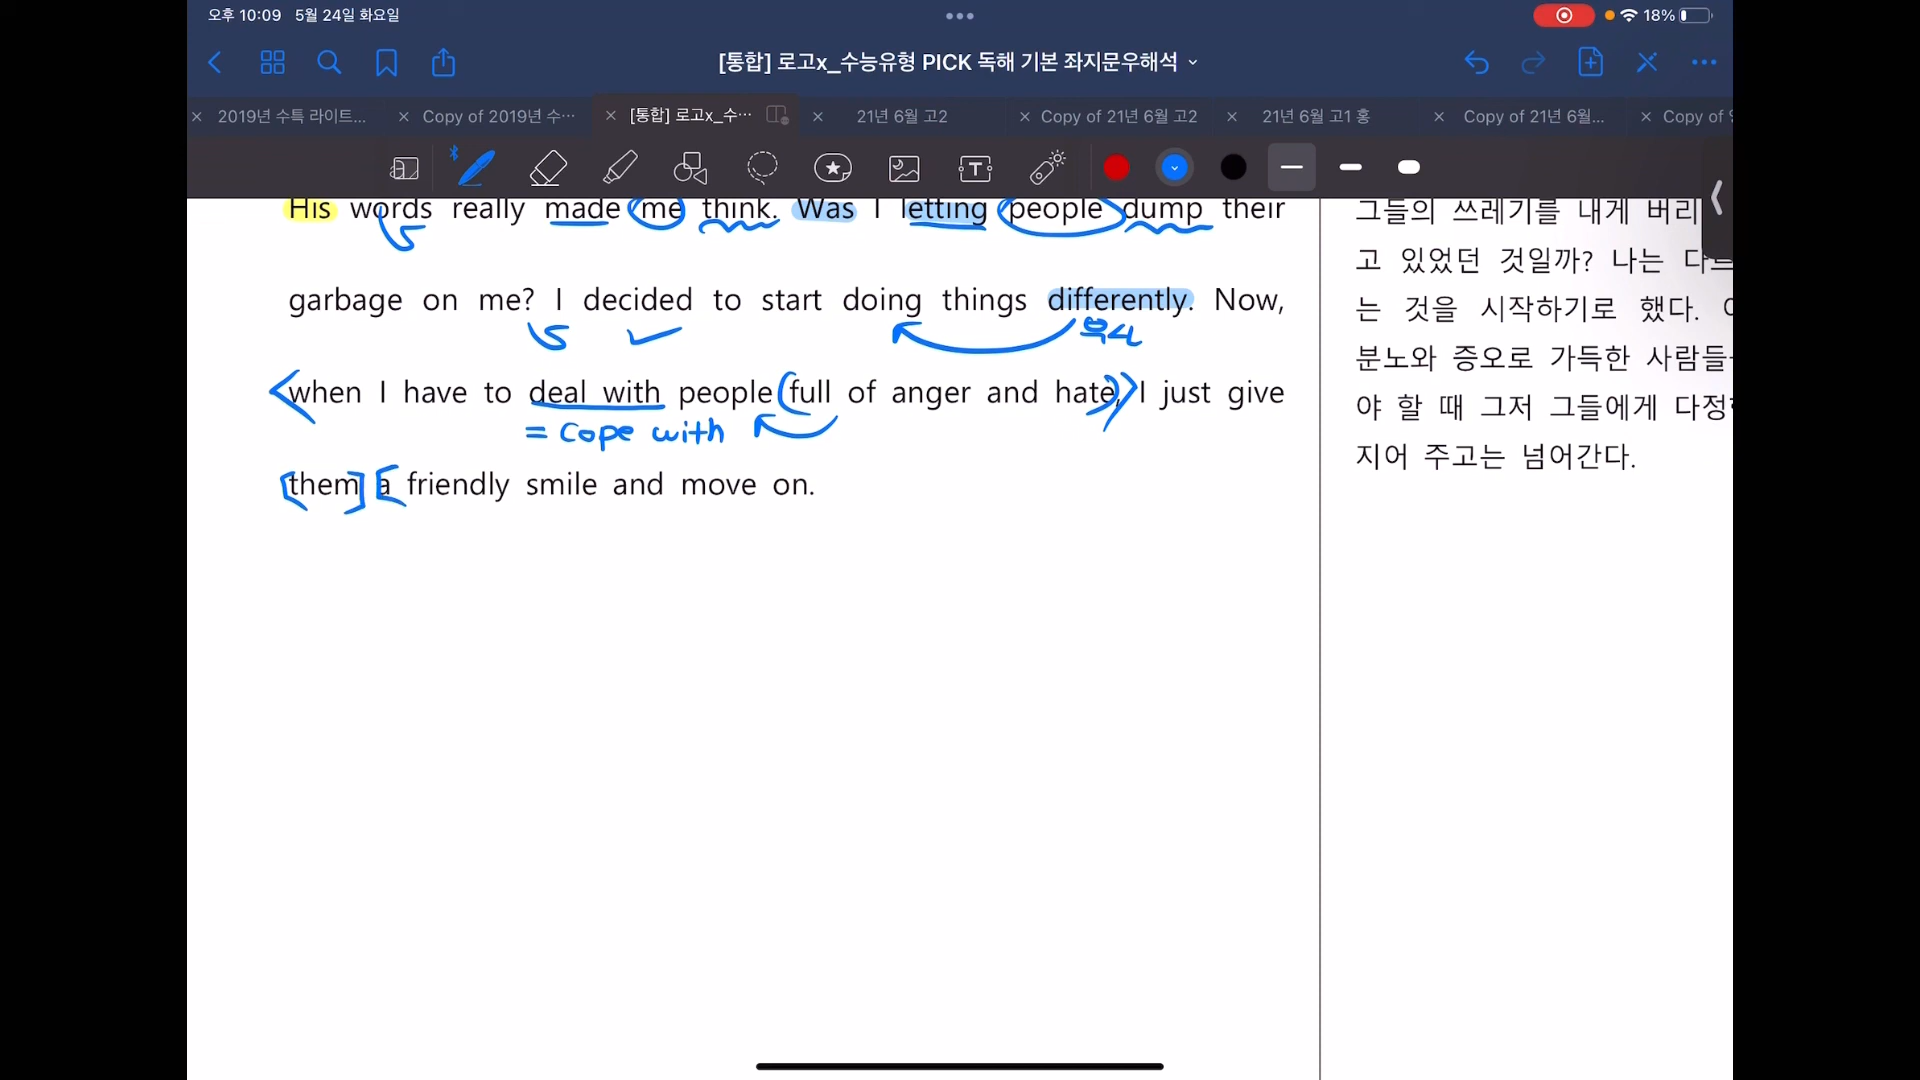 오후 10:09 5월 24일 화요일
18%
[통합] 로고x_수능유형 PICK 독해 기본 좌지문우해석
2019년 수특 라이트...
Copy of 2019년 수...
[통합] 로고x_수...
21년 6월 고2
Copy of 21년 6월 고2
21년 6월 고1 홍
Copy of 21년 6월...
Copy of
His words really made me think. Was I letting people dump their
S
garbage on me? I decided to start doing things differently. Now,
S
when I have to deal with people full of anger and hate, I just give
= cope with
them a friendly smile and move on.
그들의 쓰레기를 내게 버리
고 있었던 것일까? 나는
는 것을 시작하기로 했다.
분노와 증오로 가득한 사람들
야 할 때 그저 그들에게 다정
지어 주고는 넘어간다.